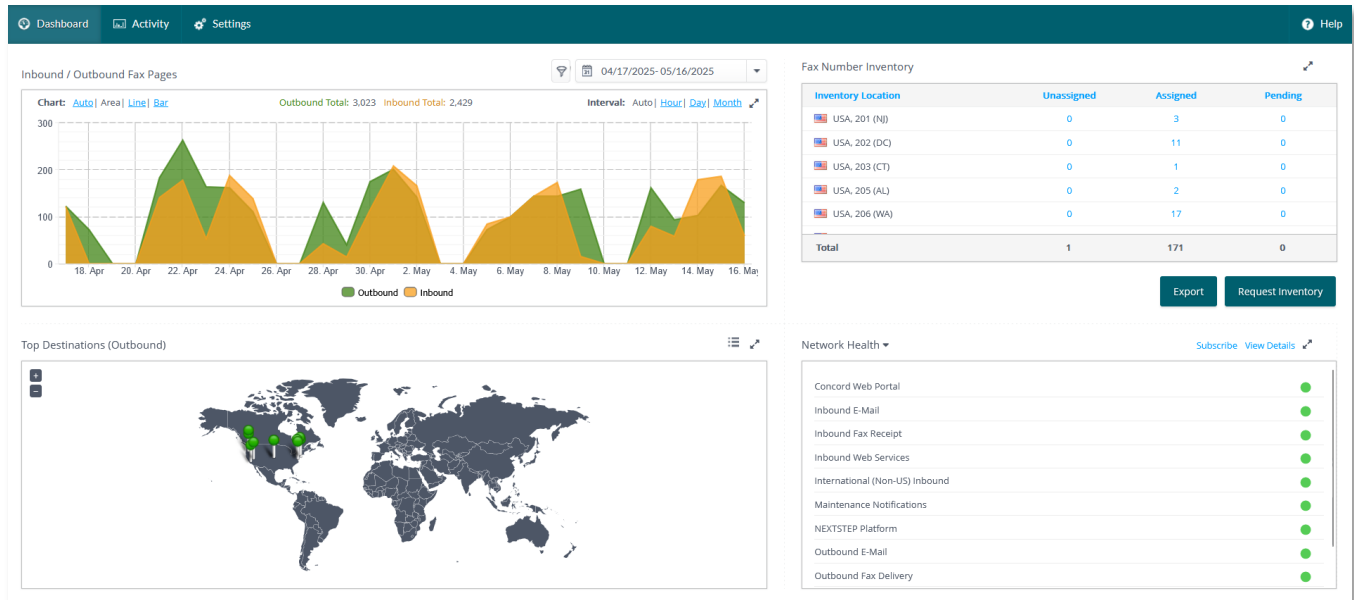 Dashboard Activity Settings Help
Inbound / Outbound Fax Pages
31 04/17/2025- 05/16/2025
Chart: Auto| Area| Line| Bar
Outbound Total: 3,023 Inbound Total: 2,429
Interval: Auto| Hour| Day| Month
300
200
100
0
18. Apr 20. Apr 22. Apr 24. Apr 26. Apr 28. Apr 30. Apr 2. May 4. May 6. May 8. May 10. May 12. May 14. May 16. May
Outbound Inbound
Fax Number Inventory
Inventory Location Unassigned Assigned Pending
USA, 201 (NJ) 0 3 0
USA, 202 (DC) 0 11 0
USA, 203 (CT) 0 1 0
USA, 205 (AL) 0 2 0
USA, 206 (WA) 0 17 0
Total 1 171 0
Export Request Inventory
Top Destinations (Outbound)
+
−
Network Health
Subscribe View Details
Concord Web Portal
Inbound E-Mail
Inbound Fax Receipt
Inbound Web Services
International (Non-US) Inbound
Maintenance Notifications
NEXTSTEP Platform
Outbound E-Mail
Outbound Fax Delivery